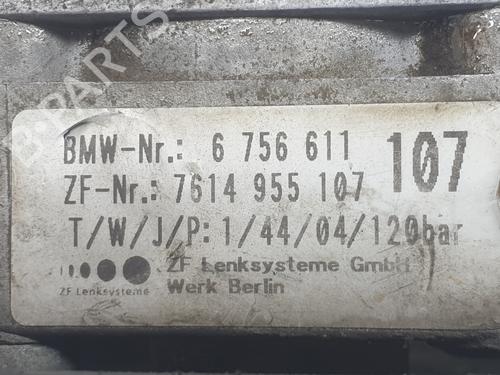 BMW-Nr.: 6 756 611 107
ZF-Nr.: 7614 955 107
T/W/J/P: 1/44/04/120bar
ZF Lenksysteme GmbH
ZF Lenksysteme Werk Berlin
B-PARTS